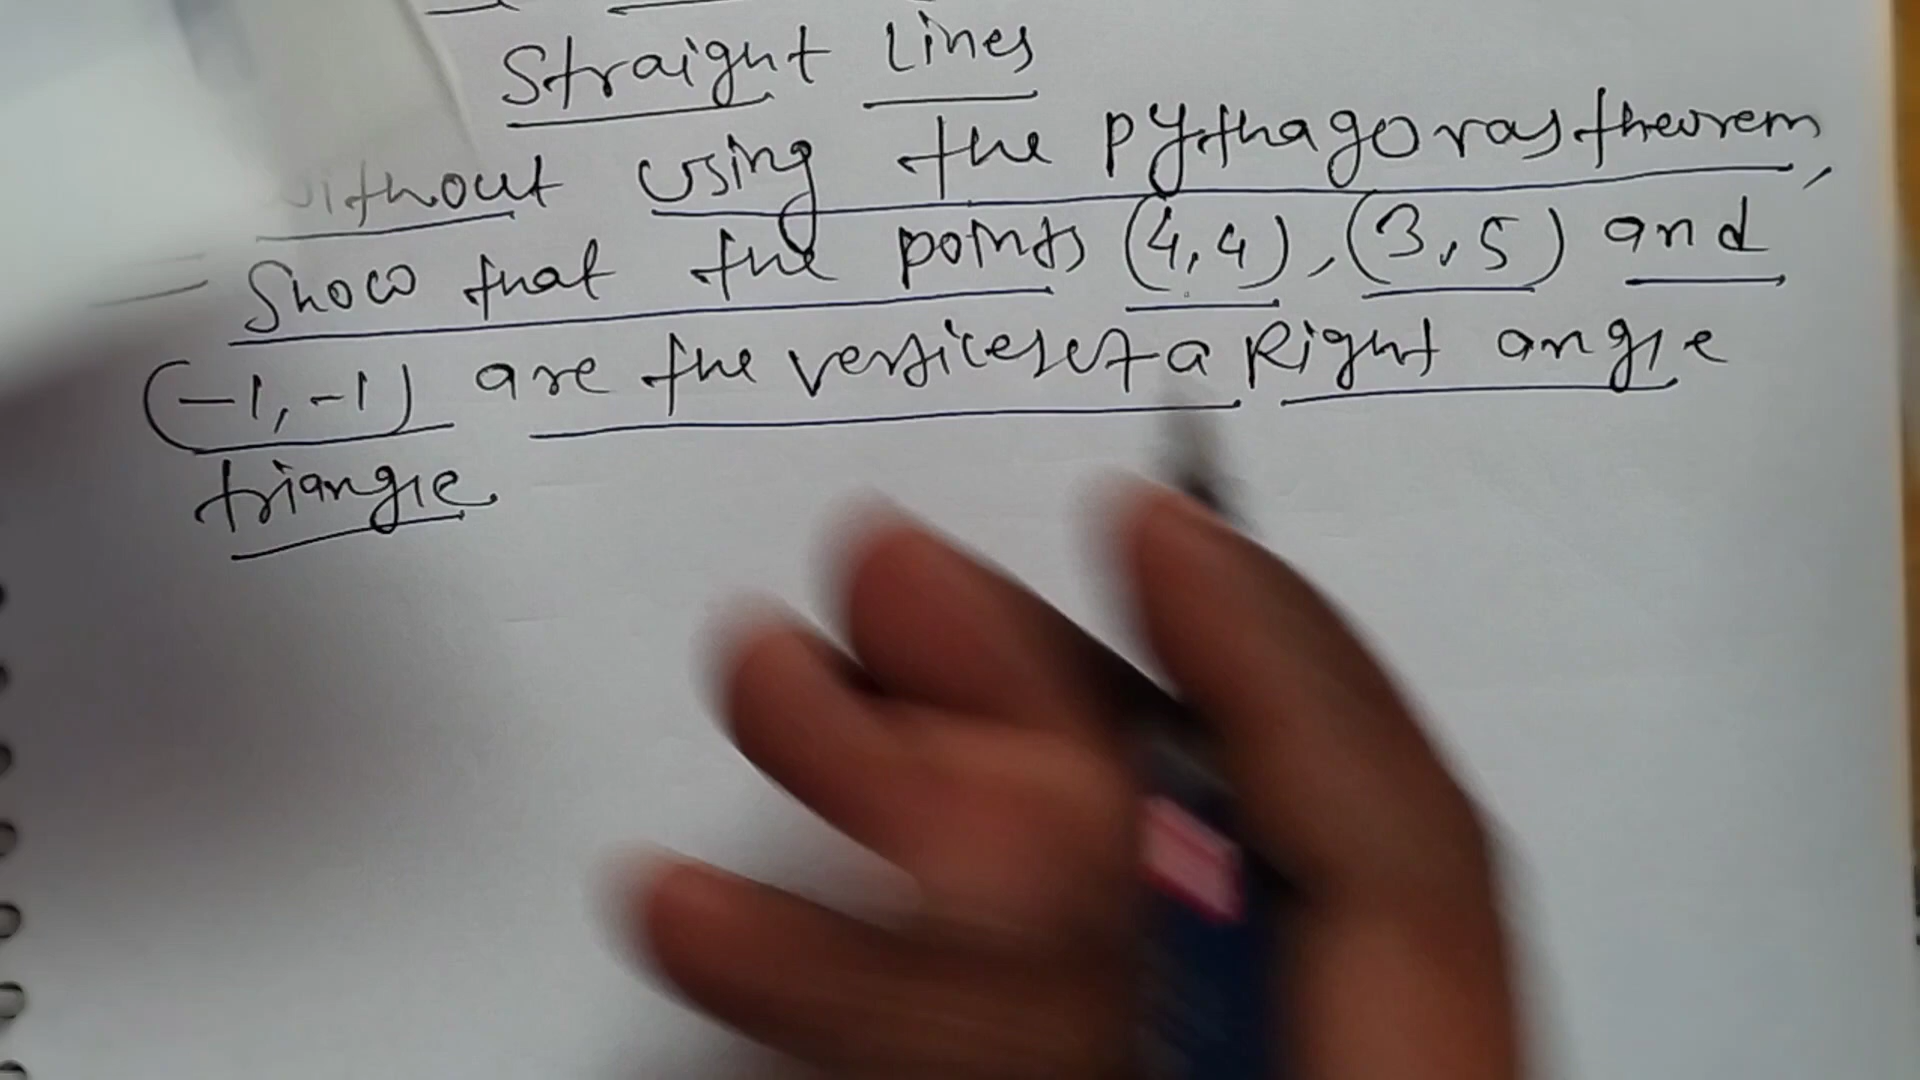 Straight Lines
without using the pythagoras theorem,
Show that the points (4,4), (3,5) and
(-1,-1) are the vertices of a Right angle
triangle.